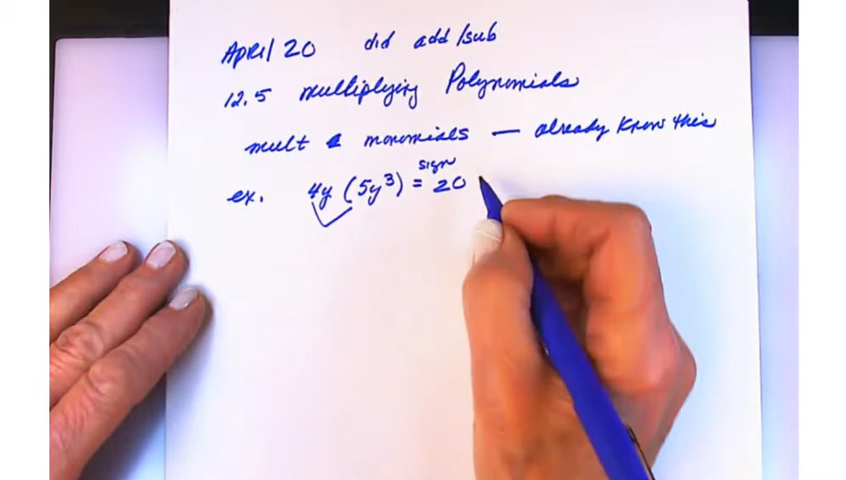 April 20 did add/sub
12.5 multiplying Polynomials
mult monomials — already know this
sign
ex. 4y (5y³) = 20